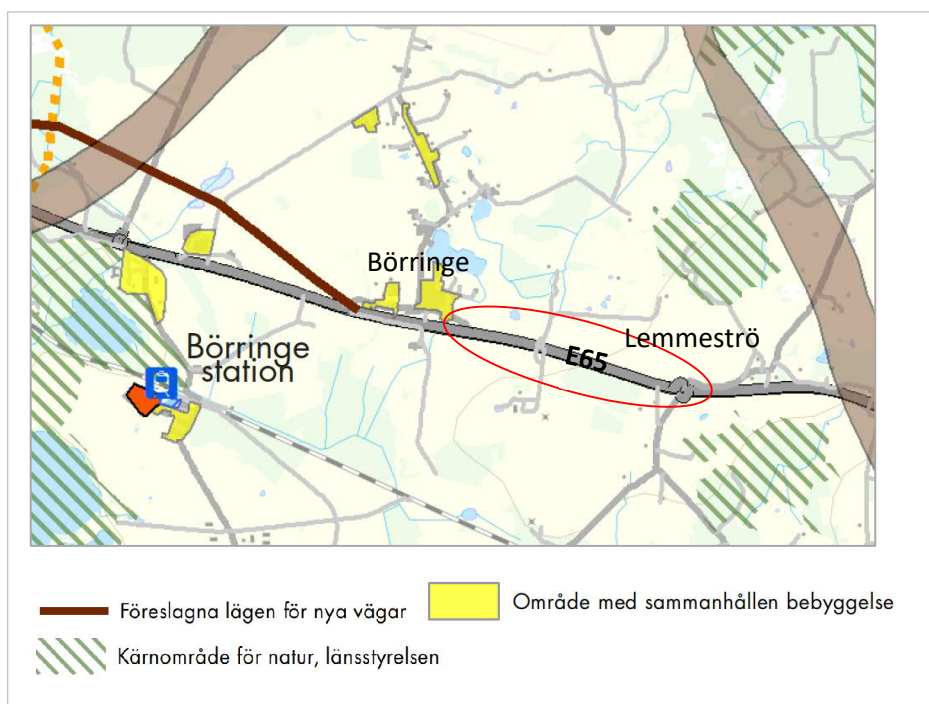 Börringe
Lemmeströ
E65
Börringe
station
Föreslagna lägen för nya vägar
Område med sammanhållen bebyggelse
Kärnområde för natur, länsstyrelsen